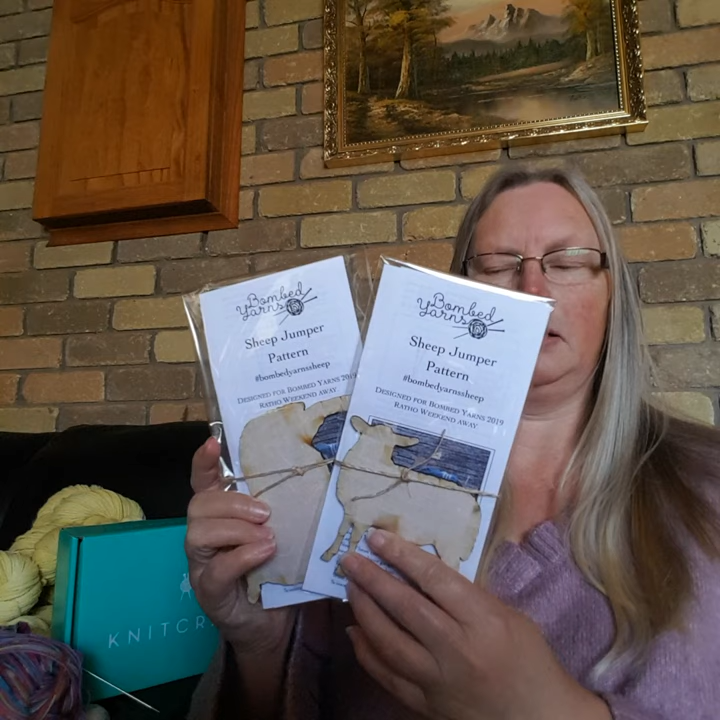 Bombed
Yarns
Sheep Jumper
Pattern
#bombedyarnssheep
Designed for Bombed Yarns 2019
Ratho Weekend away
Bombed
Yarns
Sheep Jumper
Pattern
#bombedyarnssheep
Designed for Bombed Yarns 2019
Ratho Weekend away